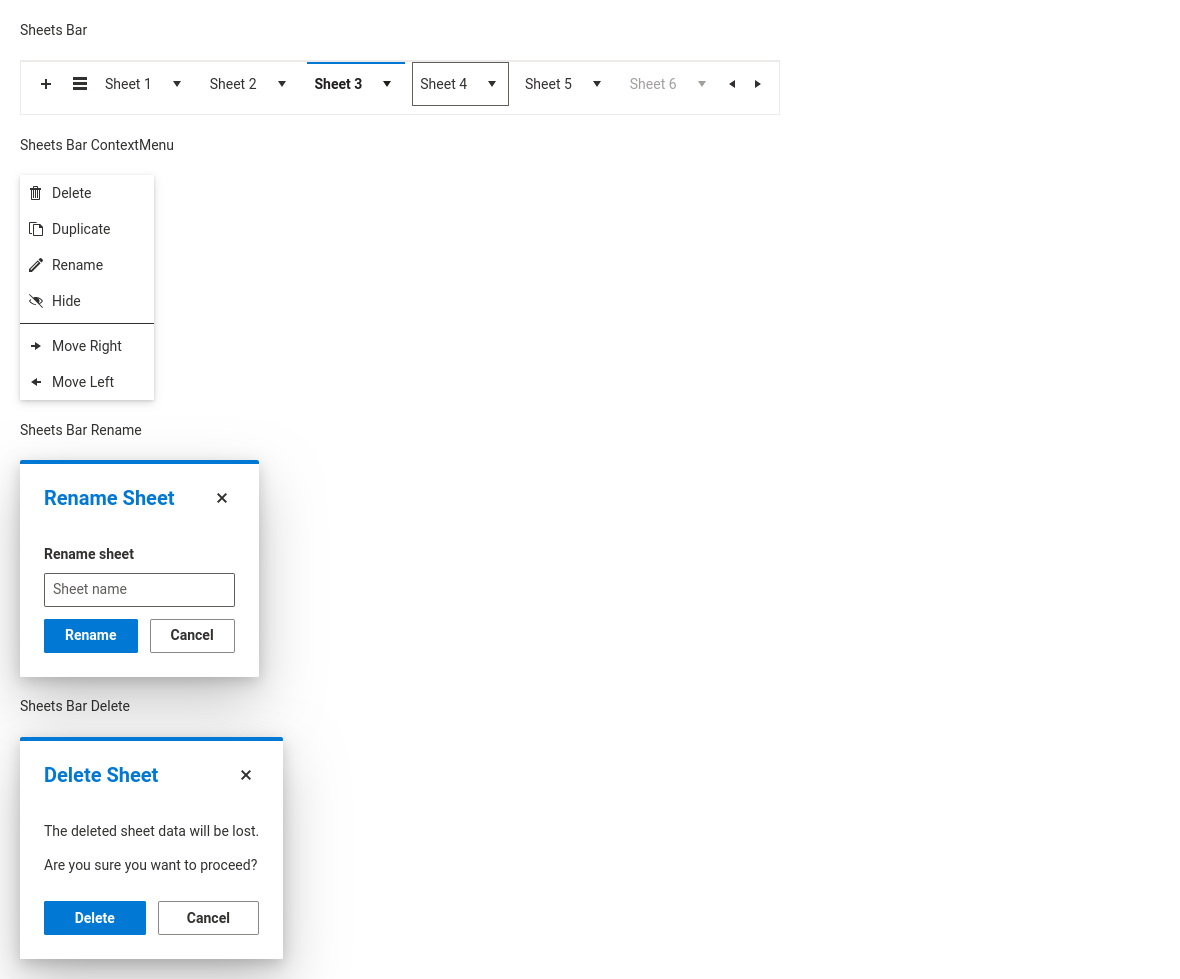 Sheets Bar
Sheet 1 Sheet 2 Sheet 3 Sheet 4 Sheet 5 Sheet 6
Sheets Bar ContextMenu
Delete
Duplicate
Rename
Hide
Move Right
Move Left
Sheets Bar Rename
Rename Sheet
Rename sheet
Sheet name
Rename Cancel
Sheets Bar Delete
Delete Sheet
The deleted sheet data will be lost.
Are you sure you want to proceed?
Delete Cancel